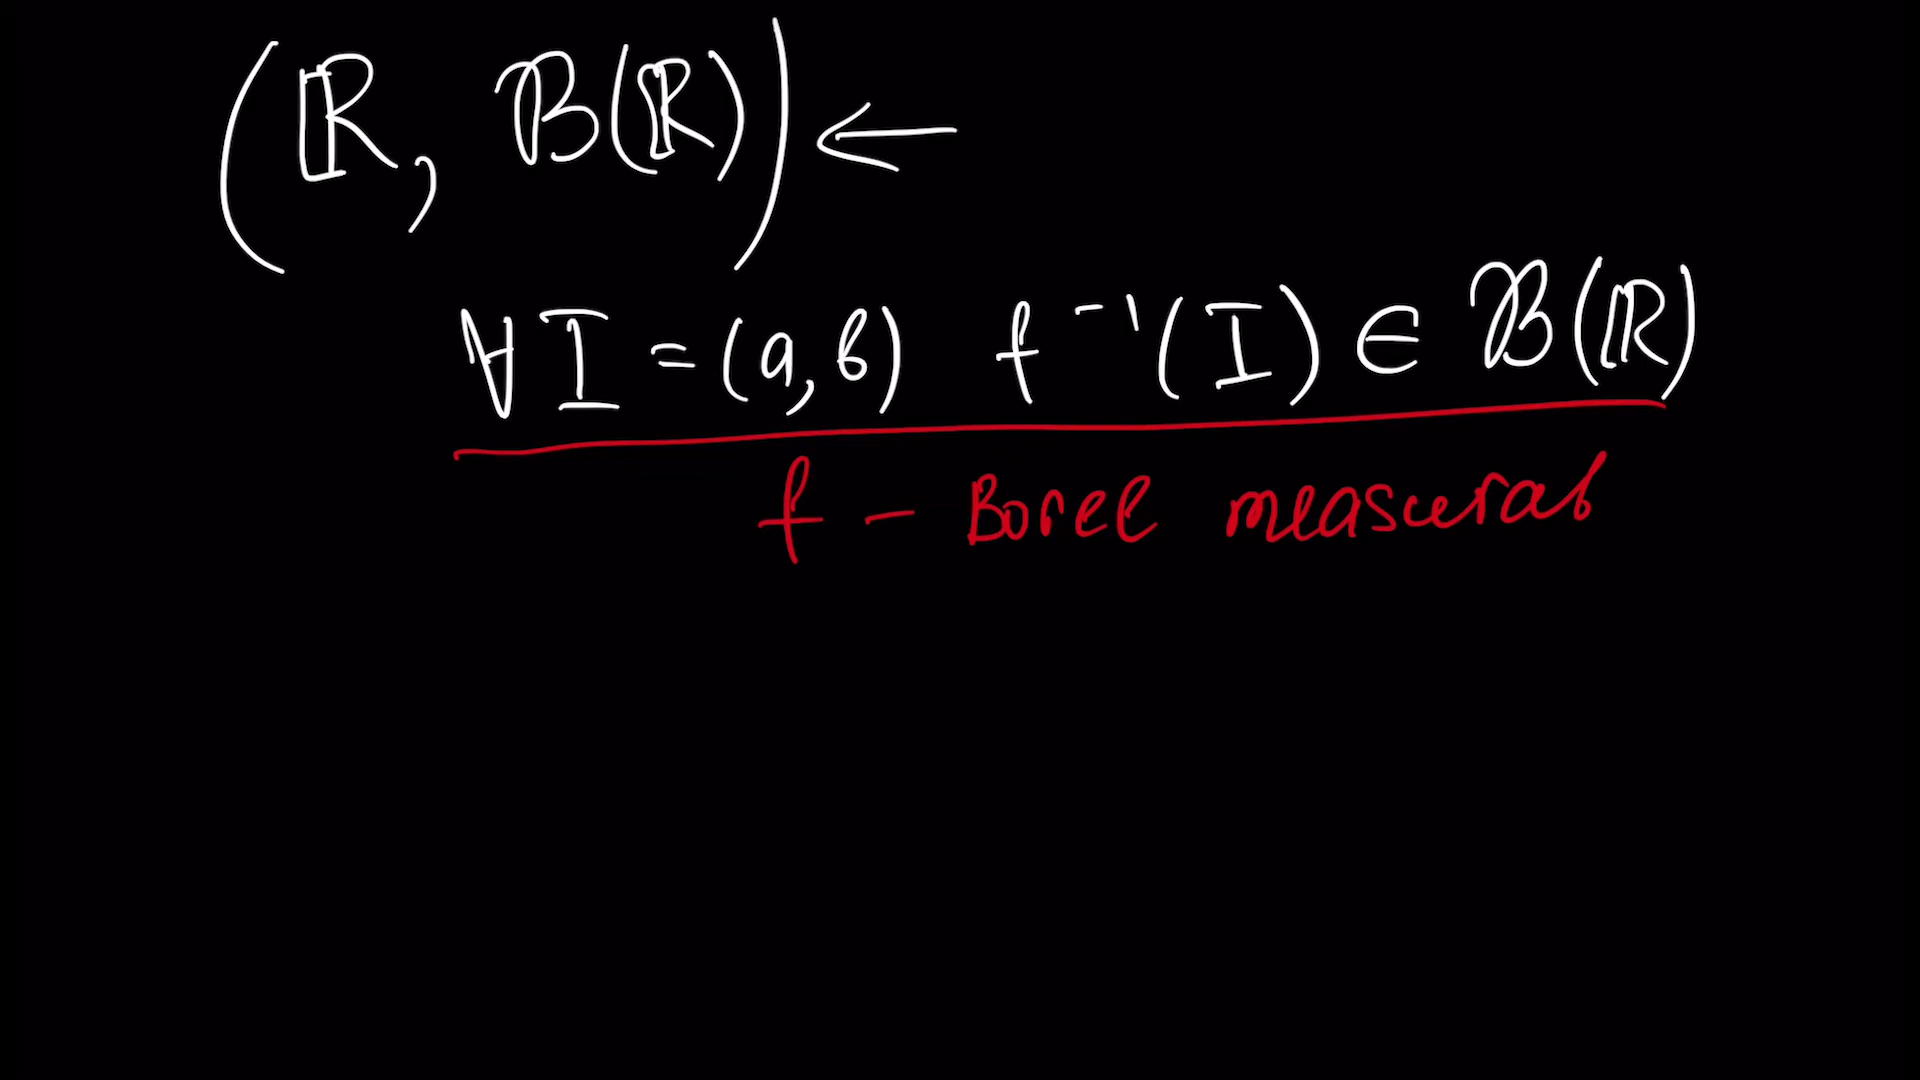 (ℝ, ℬ(ℝ)) ←
∀ I = (a, b) f⁻¹(I) ∈ ℬ(ℝ)
f - Borel measurab